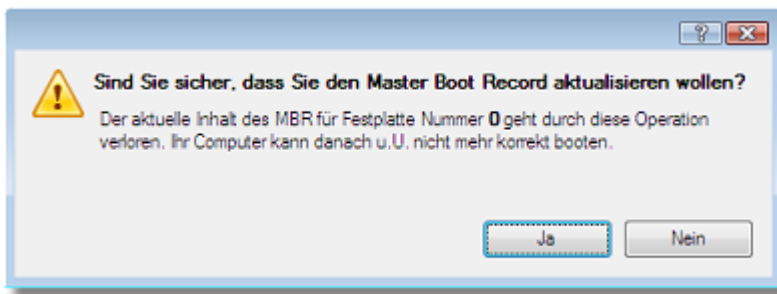 Sind Sie sicher, dass Sie den Master Boot Record aktualisieren wollen?
Der aktuelle Inhalt des MBR für Festplatte Nummer 0 geht durch diese Operation
verloren. Ihr Computer kann danach u.U. nicht mehr korrekt booten.
Ja
Nein